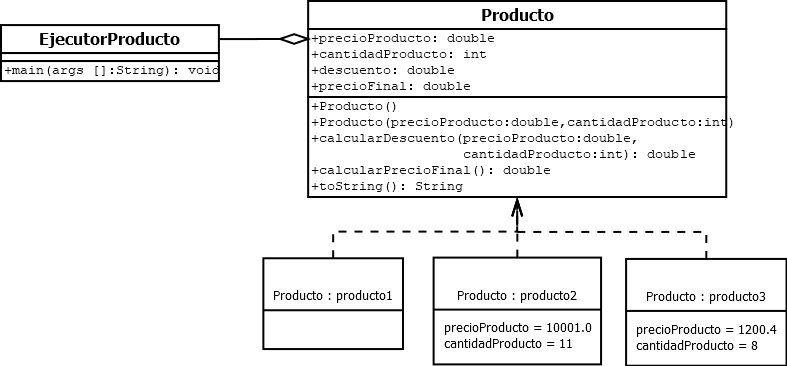 Producto
EjecutorProducto
+main(args []:String): void
+precioProducto: double
+cantidadProducto: int
+descuento: double
+precioFinal: double
+Producto()
+Producto(precioProducto:double,cantidadProducto:int)
+calcularDescuento(precioProducto:double,
cantidadProducto:int): double
+calcularPrecioFinal(): double
+toString(): String
Producto : producto1
Producto : producto2
precioProducto = 10001.0
cantidadProducto = 11
Producto : producto3
precioProducto = 1200.4
cantidadProducto = 8